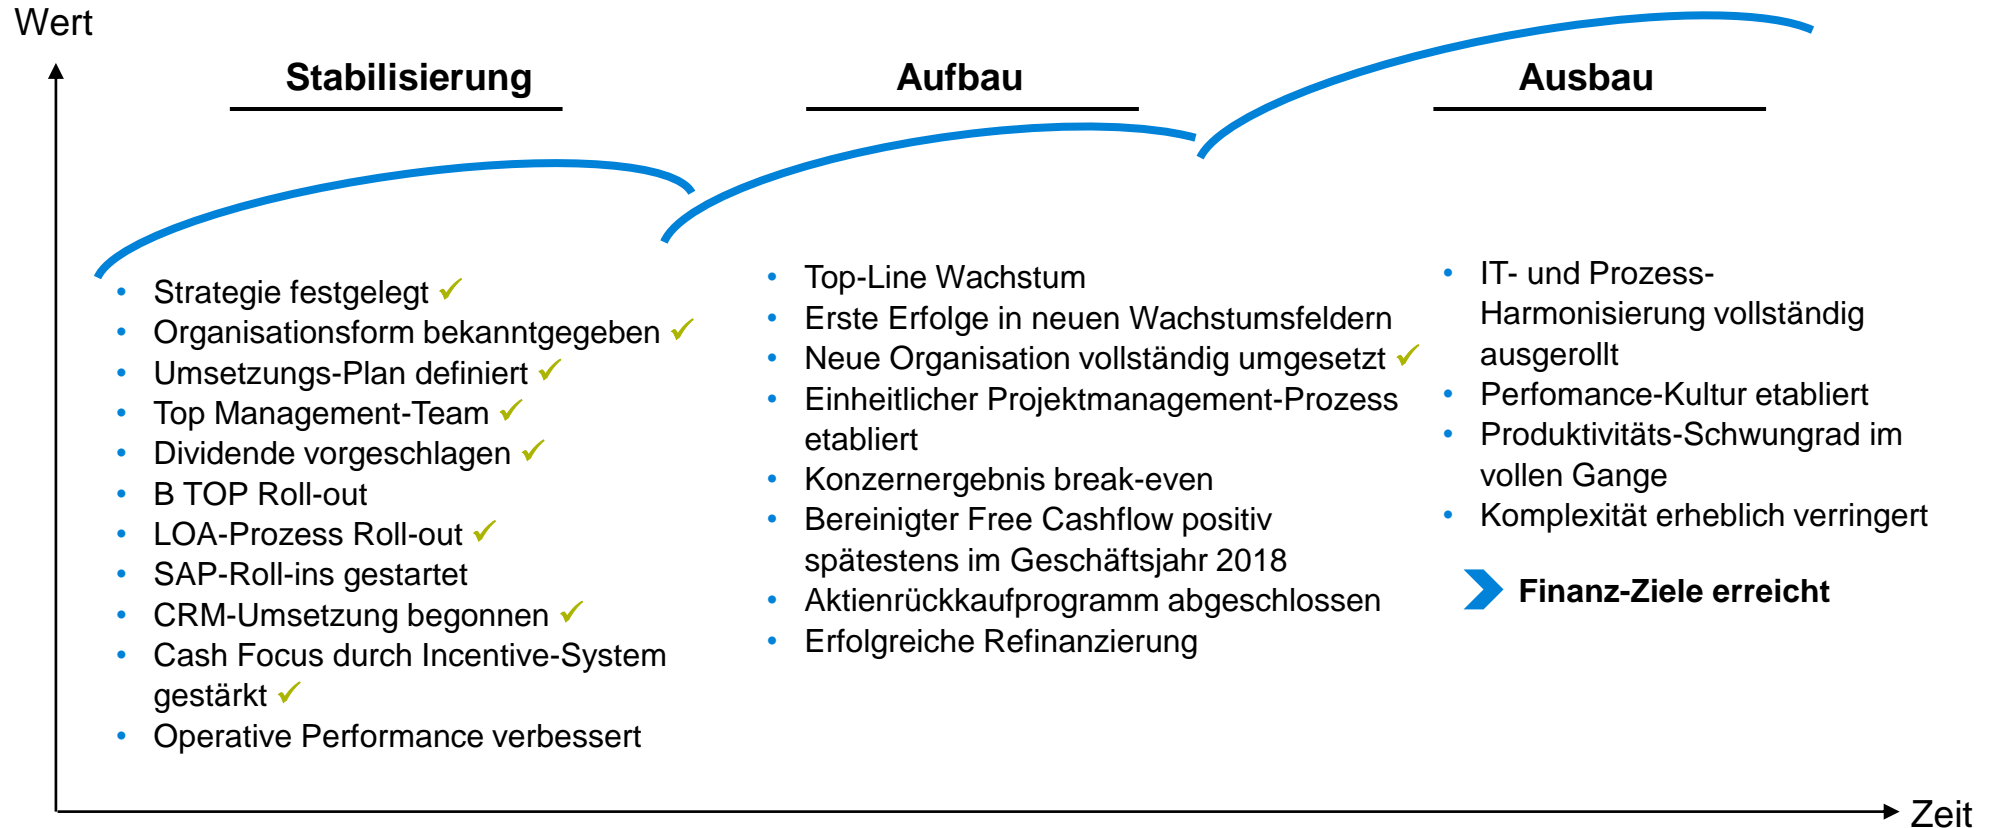 Wert
Stabilisierung
Strategie festgelegt ✓
Organisationsform bekanntgegeben ✓
Umsetzungs-Plan definiert ✓
Top Management-Team ✓
Dividende vorgeschlagen ✓
B TOP Roll-out
LOA-Prozess Roll-out ✓
SAP-Roll-ins gestartet
CRM-Umsetzung begonnen ✓
Cash Focus durch Incentive-System
gestärkt ✓
Operative Performance verbessert
Aufbau
Top-Line Wachstum
Erste Erfolge in neuen Wachstumsfeldern
Neue Organisation vollständig umgesetzt ✓
Einheitlicher Projektmanagement-Prozess
etabliert
Konzernergebnis break-even
Bereinigter Free Cashflow positiv
spätestens im Geschäftsjahr 2018
Aktienrückkaufprogramm abgeschlossen
Erfolgreiche Refinanzierung
Ausbau
IT- und Prozess-
Harmonisierung vollständig
ausgerollt
Perfomance-Kultur etabliert
Produktivitäts-Schwungrad im
vollen Gange
Komplexität erheblich verringert
Finanz-Ziele erreicht
Zeit